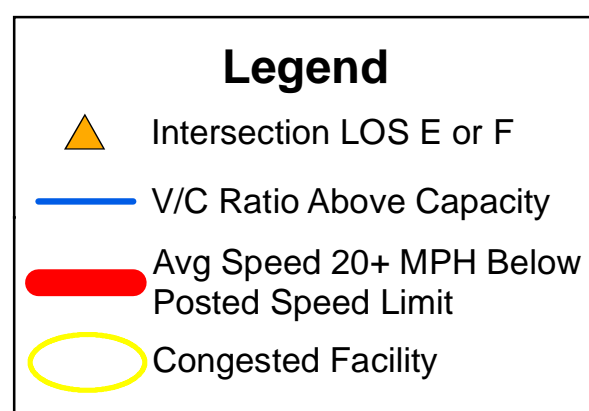 Legend
Intersection LOS E or F
V/C Ratio Above Capacity
Avg Speed 20+ MPH Below
Posted Speed Limit
Congested Facility